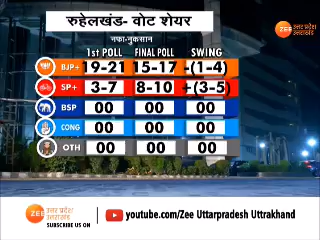 रुहेलखंड- वोट शेयर
ZEE उत्तर प्रदेश उत्तराखंड
नफा-नुकसान
1st POLL FINAL POLL SWING
BJP+ 19-21 15-17 -(1-4)
SP+ 3-7 8-10 +(3-5)
BSP 00 00 00
CONG 00 00 00
OTH 00 00 00
ZEE उत्तर प्रदेश उत्तराखंड
SUBSCRIBE US ON
youtube.com/Zee Uttarpradesh Uttrakhand